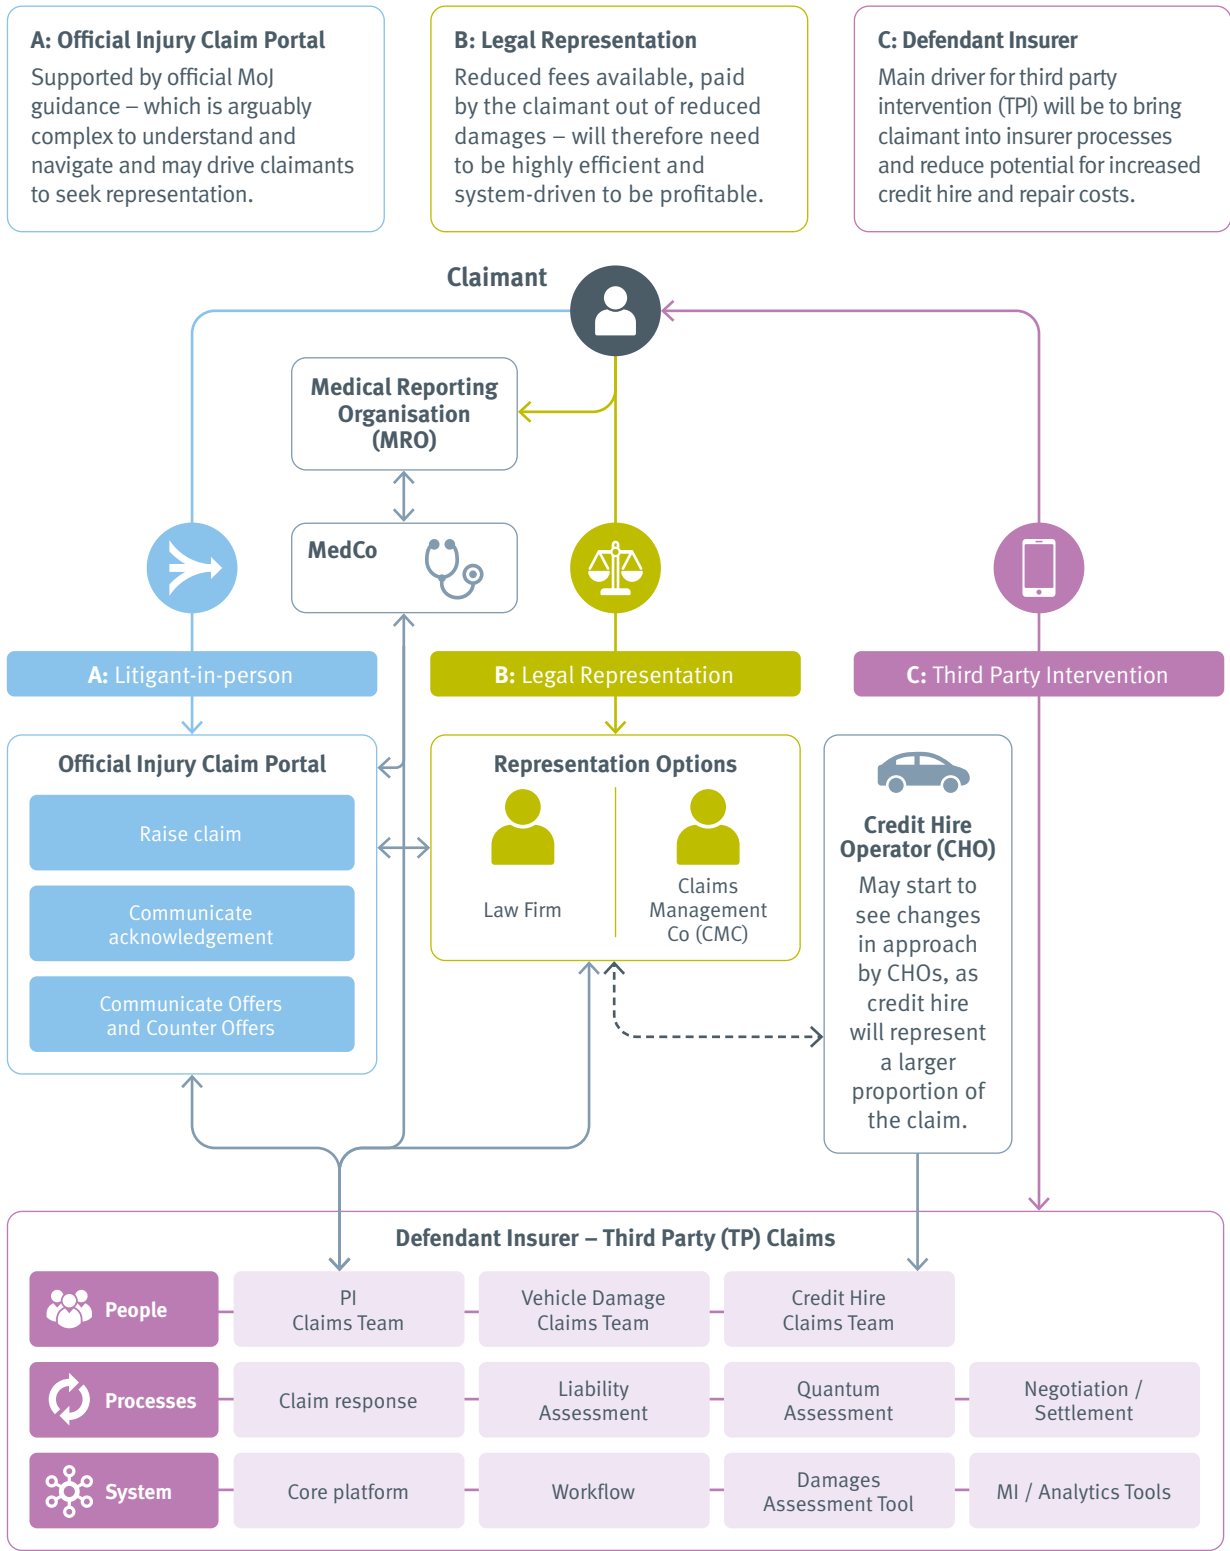 A: Official Injury Claim Portal
Supported by official MoJ
guidance – which is arguably
complex to understand and
navigate and may drive claimants
to seek representation.
B: Legal Representation
Reduced fees available, paid
by the claimant out of reduced
damages – will therefore need
to be highly efficient and
system-driven to be profitable.
C: Defendant Insurer
Main driver for third party
intervention (TPI) will be to bring
claimant into insurer processes
and reduce potential for increased
credit hire and repair costs.
Claimant
Medical Reporting
Organisation
(MRO)
MedCo
A: Litigant-in-person
B: Legal Representation
C: Third Party Intervention
Official Injury Claim Portal
Raise claim
Communicate
acknowledgement
Communicate Offers
and Counter Offers
Representation Options
Law Firm
Claims
Management
Co (CMC)
Credit Hire
Operator (CHO)
May start to
see changes
in approach
by CHOs, as
credit hire
will represent
a larger
proportion of
the claim.
Defendant Insurer – Third Party (TP) Claims
People
PI
Claims Team
Vehicle Damage
Claims Team
Credit Hire
Claims Team
Processes
Claim response
Liability
Assessment
Quantum
Assessment
Negotiation /
Settlement
System
Core platform
Workflow
Damages
Assessment Tool
MI / Analytics Tools